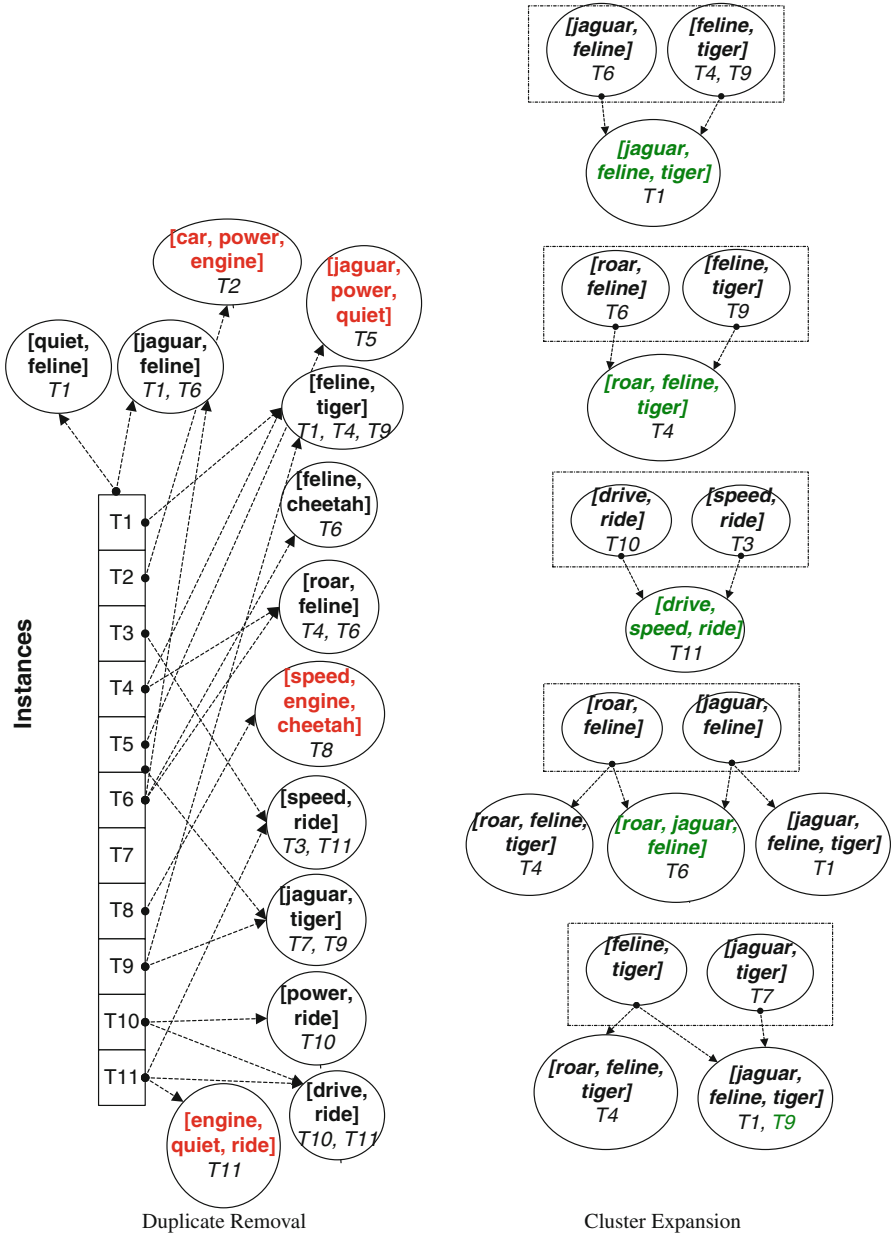 [car, power,
engine]
T2
[jaguar,
power,
quiet]
T5
[quiet,
feline]
T1
[jaguar,
feline]
T1, T6
[feline,
tiger]
T1, T4, T9
[feline,
cheetah]
T6
[roar,
feline]
T4, T6
[speed,
engine,
cheetah]
T8
[speed,
ride]
T3, T11
[jaguar,
tiger]
T7, T9
[power,
ride]
T10
[drive,
ride]
T10, T11
[engine,
quiet, ride]
T11
Instances
T1
T2
T3
T4
T5
T6
T7
T8
T9
T10
T11
Duplicate Removal
[jaguar,
feline]
T6
[feline,
tiger]
T4, T9
[jaguar,
feline, tiger]
T1
[roar,
feline]
T6
[feline,
tiger]
T9
[roar, feline,
tiger]
T4
[drive,
ride]
T10
[speed,
ride]
T3
[drive,
speed, ride]
T11
[roar,
feline]
[jaguar,
feline]
[roar, feline,
tiger]
T4
[roar, jaguar,
feline]
T6
[jaguar,
feline, tiger]
T1
[feline,
tiger]
[jaguar,
tiger]
T7
[roar, feline,
tiger]
T4
[jaguar,
feline, tiger]
T1, T9
Cluster Expansion